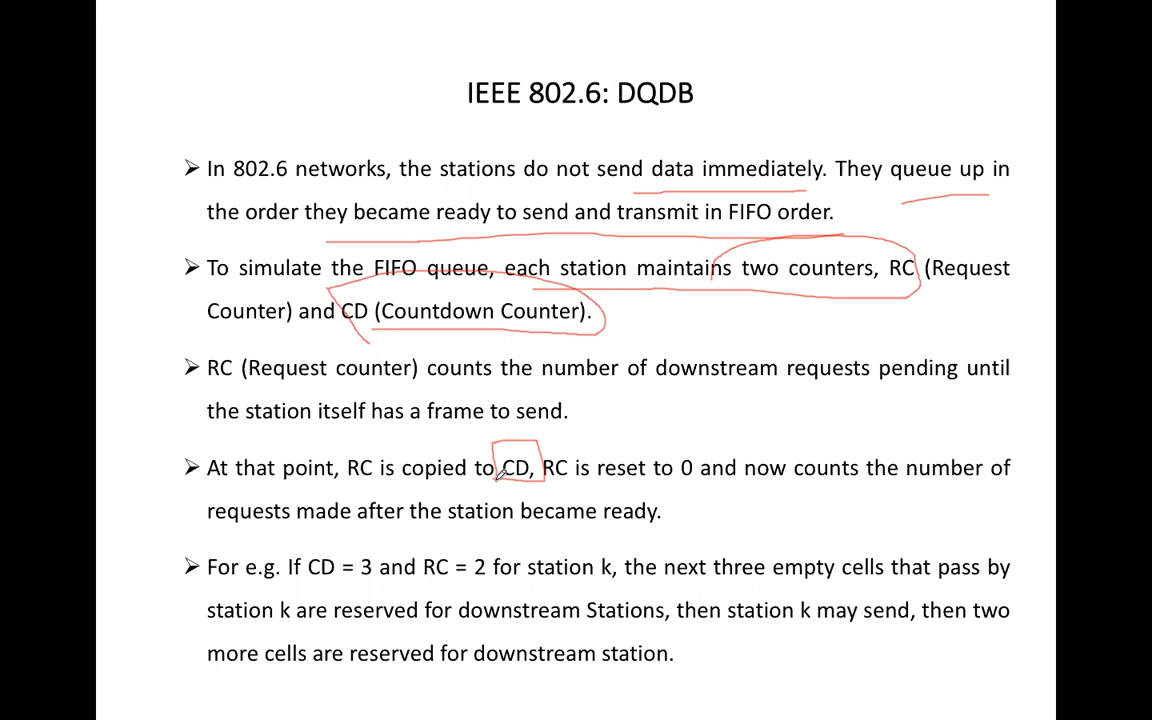 IEEE 802.6: DQDB
➢ In 802.6 networks, the stations do not send data immediately. They queue up in
the order they became ready to send and transmit in FIFO order.
➢ To simulate the FIFO queue, each station maintains two counters, RC (Request
Counter) and CD (Countdown Counter).
➢ RC (Request counter) counts the number of downstream requests pending until
the station itself has a frame to send.
➢ At that point, RC is copied to CD, RC is reset to 0 and now counts the number of
requests made after the station became ready.
➢ For e.g. If CD = 3 and RC = 2 for station k, the next three empty cells that pass by
station k are reserved for downstream Stations, then station k may send, then two
more cells are reserved for downstream station.